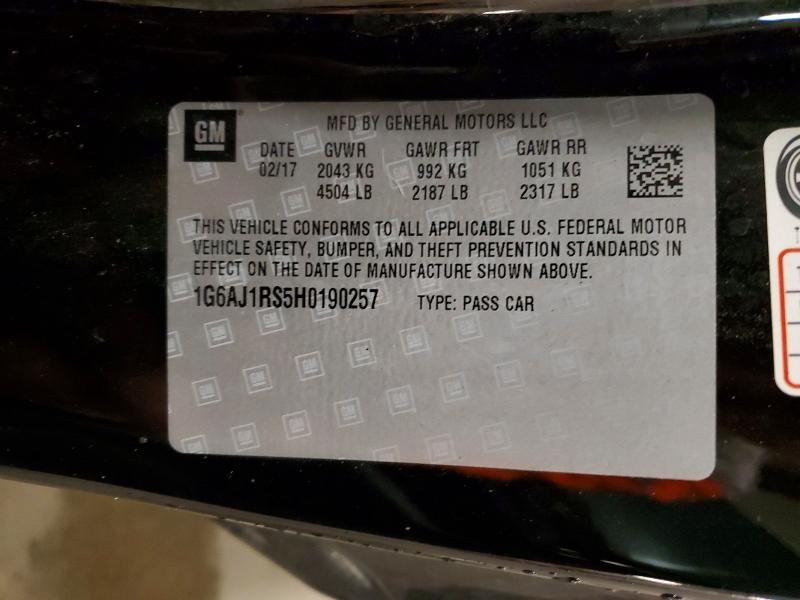 GM
MFD BY GENERAL MOTORS LLC
DATE GVWR GAWR FRT GAWR RR
02/17 2043 KG 992 KG 1051 KG
4504 LB 2187 LB 2317 LB
THIS VEHICLE CONFORMS TO ALL APPLICABLE U.S. FEDERAL MOTOR
VEHICLE SAFETY, BUMPER, AND THEFT PREVENTION STANDARDS IN
EFFECT ON THE DATE OF MANUFACTURE SHOWN ABOVE.
1G6AJ1RS5H0190257 TYPE: PASS CAR